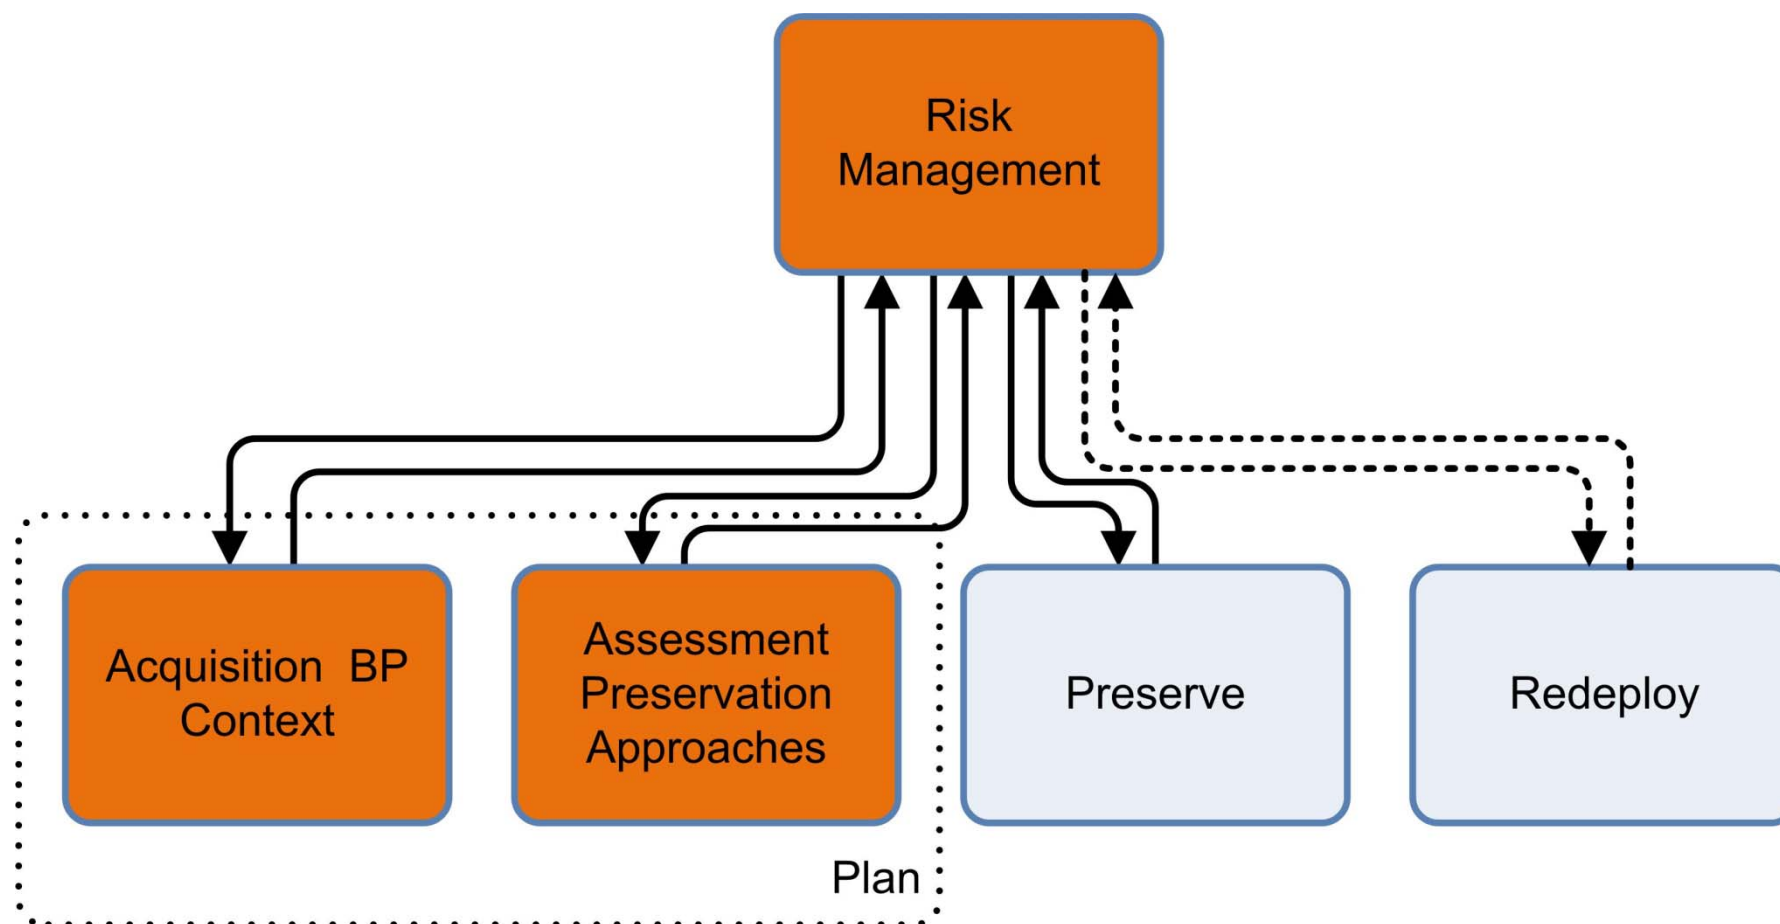 Risk
Management
Acquisition BP
Context
Assessment
Preservation
Approaches
Preserve
Redeploy
Plan